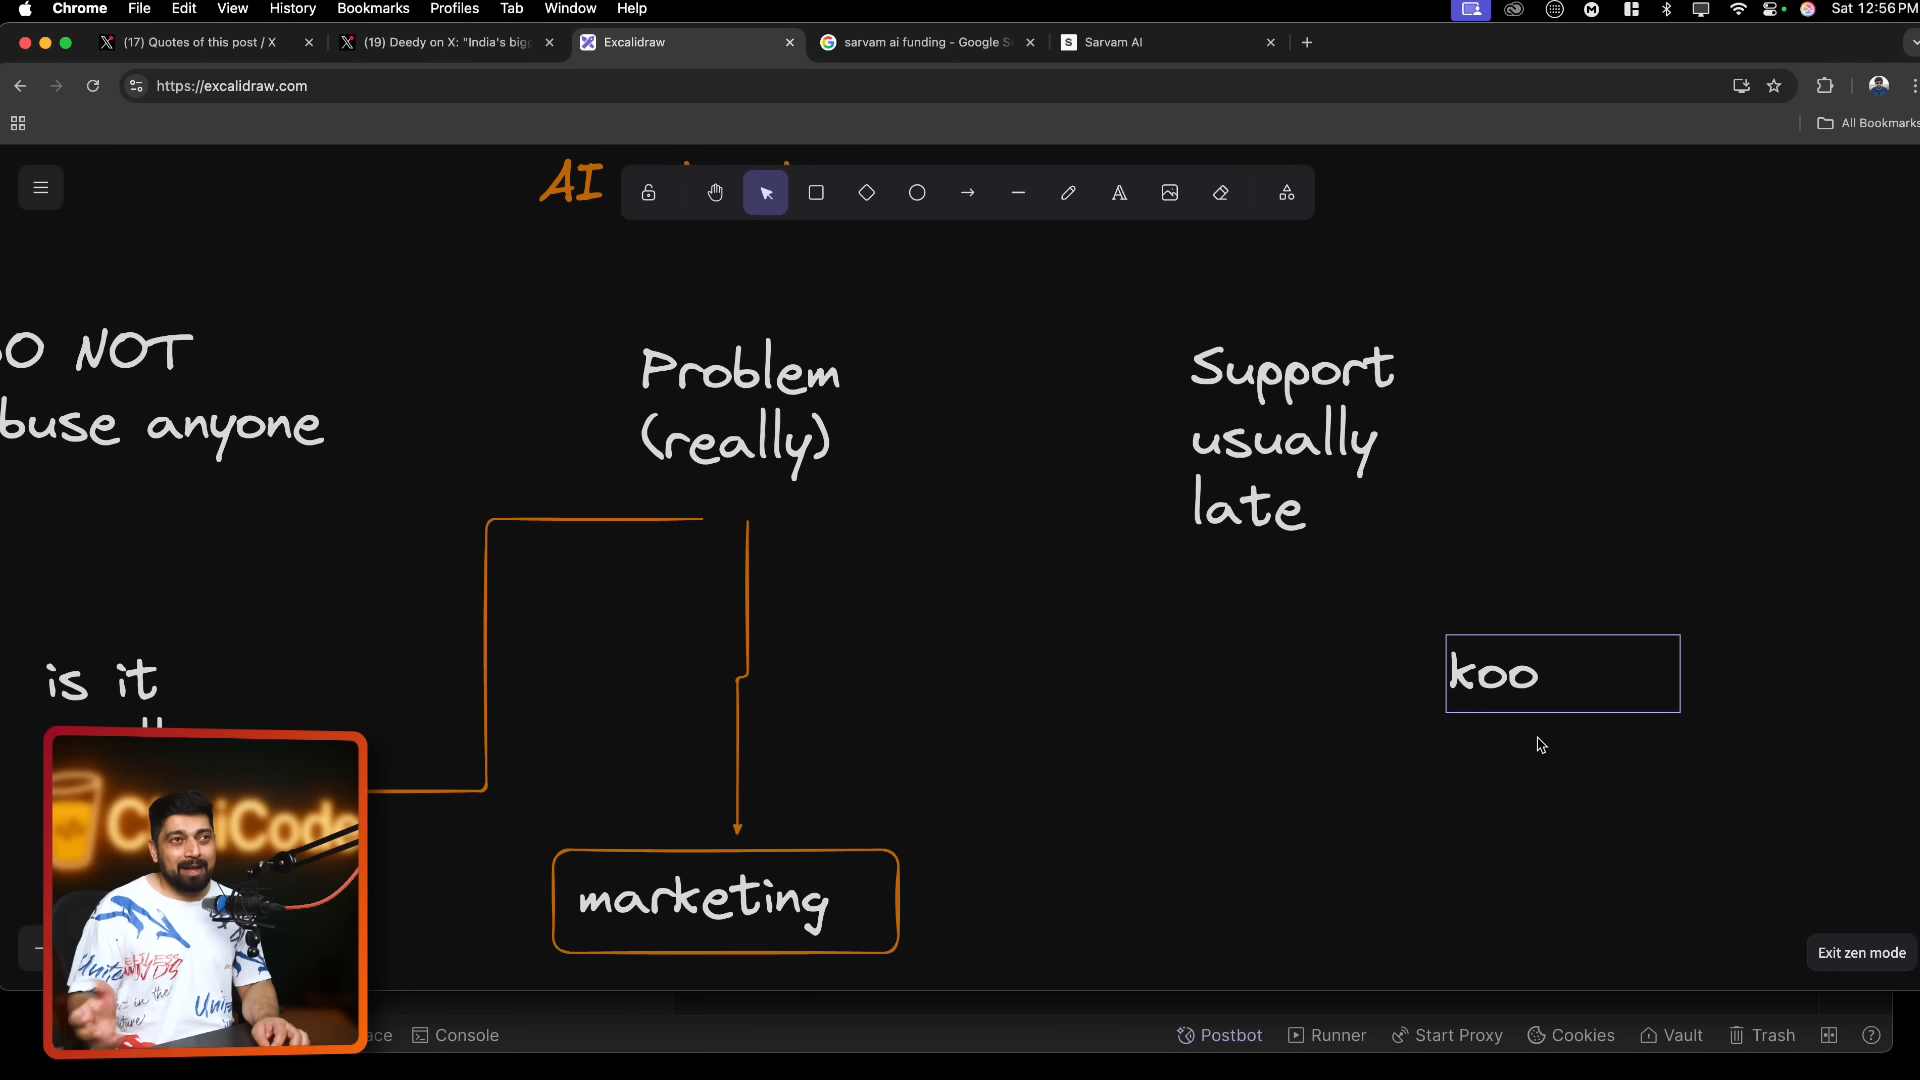 Chrome File Edit View History Bookmarks Profiles Tab Window Help Sat 12:56 PM
(17) Quotes of this post / X
(19) Deedy on X: "India's bigg
Excalidraw
sarvam ai funding - Google S
Sarvam AI
https://excalidraw.com
All Bookmarks
AI
O NOT
buse anyone
Problem
(really)
Support
usually
late
is it
koo
marketing
Exit zen mode
ace Console Postbot Runner Start Proxy Cookies Vault Trash